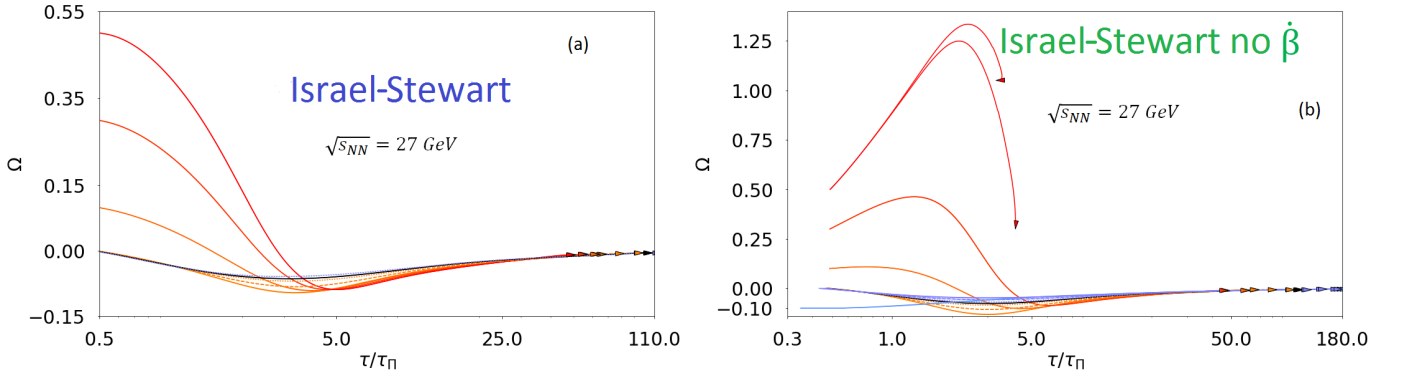 0.55
0.35
0.15
0.00
−0.15
Ω
(a)
Israel-Stewart
√s_NN = 27 GeV
0.5 5.0 25.0 110.0
τ/τ_Π
1.25
1.00
0.75
0.50
0.25
0.00
−0.10
Ω
Israel-Stewart no β̇
√s_NN = 27 GeV
(b)
0.3 1.0 5.0 50.0 180.0
τ/τ_Π